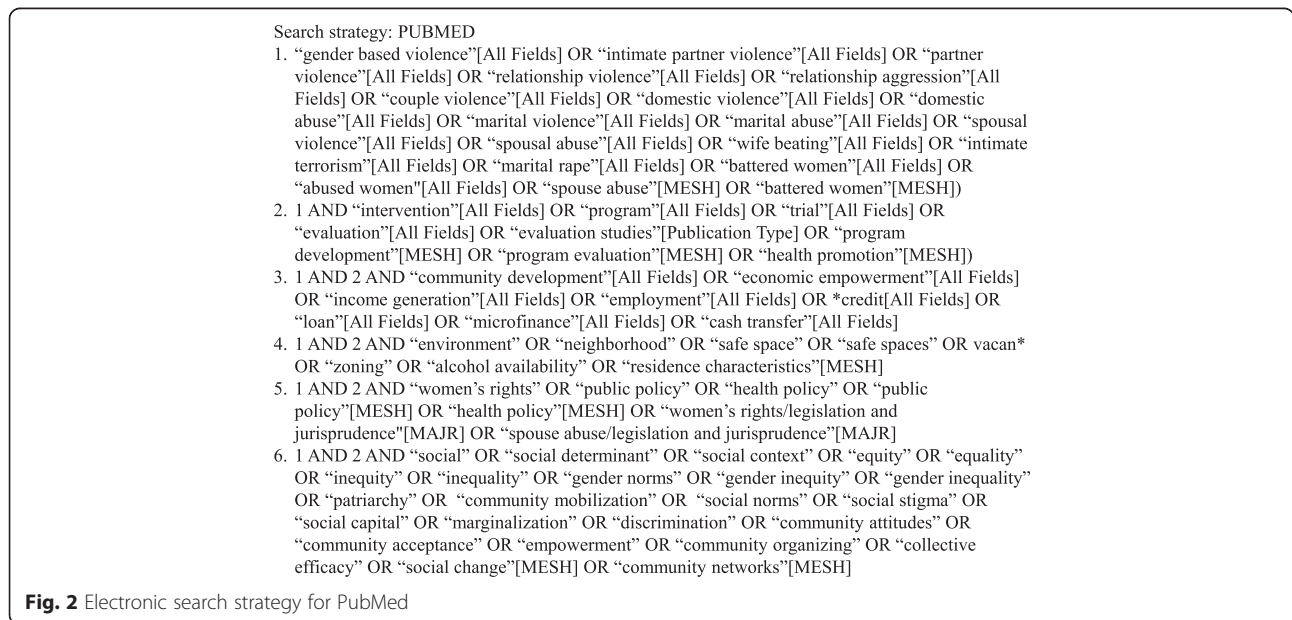 Search strategy: PUBMED
1. “gender based violence”[All Fields] OR “intimate partner violence”[All Fields] OR “partner
violence”[All Fields] OR “relationship violence”[All Fields] OR “relationship aggression”[All
Fields] OR “couple violence”[All Fields] OR “domestic violence”[All Fields] OR “domestic
abuse”[All Fields] OR “marital violence”[All Fields] OR “marital abuse”[All Fields] OR “spousal
violence”[All Fields] OR “spousal abuse”[All Fields] OR “wife beating”[All Fields] OR “intimate
terrorism”[All Fields] OR “marital rape”[All Fields] OR “battered women”[All Fields] OR
“abused women"[All Fields] OR “spouse abuse”[MESH] OR “battered women”[MESH])
2. 1 AND “intervention”[All Fields] OR “program”[All Fields] OR “trial”[All Fields] OR
“evaluation”[All Fields] OR “evaluation studies”[Publication Type] OR “program
development”[MESH] OR “program evaluation”[MESH] OR “health promotion”[MESH])
3. 1 AND 2 AND “community development”[All Fields] OR “economic empowerment”[All Fields]
OR “income generation”[All Fields] OR “employment”[All Fields] OR *credit[All Fields] OR
“loan”[All Fields] OR “microfinance”[All Fields] OR “cash transfer”[All Fields]
4. 1 AND 2 AND “environment” OR “neighborhood” OR “safe space” OR “safe spaces” OR vacan*
OR “zoning” OR “alcohol availability” OR “residence characteristics”[MESH]
5. 1 AND 2 AND “women’s rights” OR “public policy” OR “health policy” OR “public
policy”[MESH] OR “health policy”[MESH] OR “women’s rights/legislation and
jurisprudence"[MAJR] OR “spouse abuse/legislation and jurisprudence”[MAJR]
6. 1 AND 2 AND “social” OR “social determinant” OR “social context” OR “equity” OR “equality”
OR “inequity” OR “inequality” OR “gender norms” OR “gender inequity” OR “gender inequality”
OR “patriarchy” OR “community mobilization” OR “social norms” OR “social stigma” OR
“social capital” OR “marginalization” OR “discrimination” OR “community attitudes” OR
“community acceptance” OR “empowerment” OR “community organizing” OR “collective
efficacy” OR “social change”[MESH] OR “community networks”[MESH]
Fig. 2 Electronic search strategy for PubMed